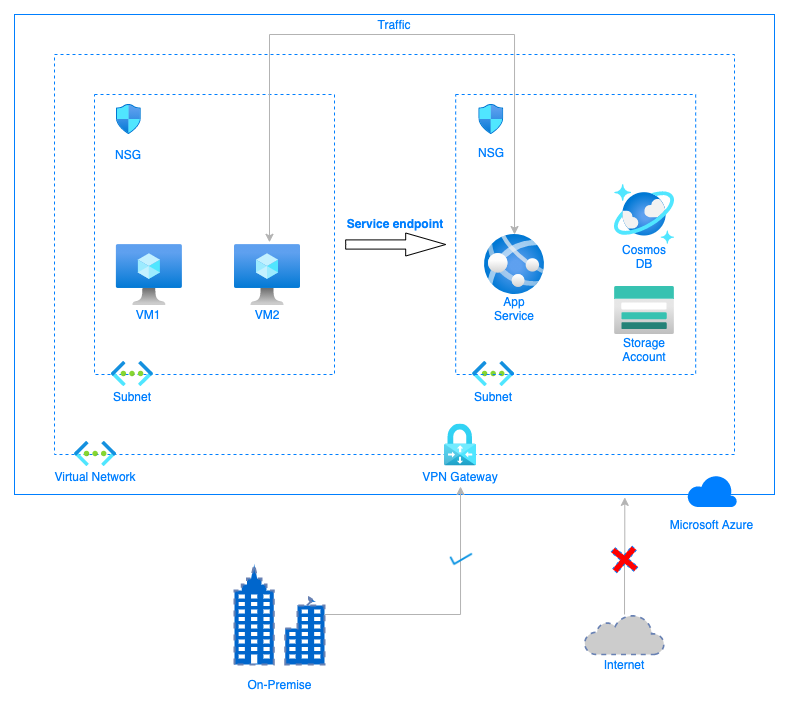 Traffic
NSG
NSG
Service endpoint
Cosmos
DB
VM1
VM2
App
Service
Storage
Account
Subnet
Subnet
Virtual Network
VPN Gateway
Microsoft Azure
On-Premise
Internet